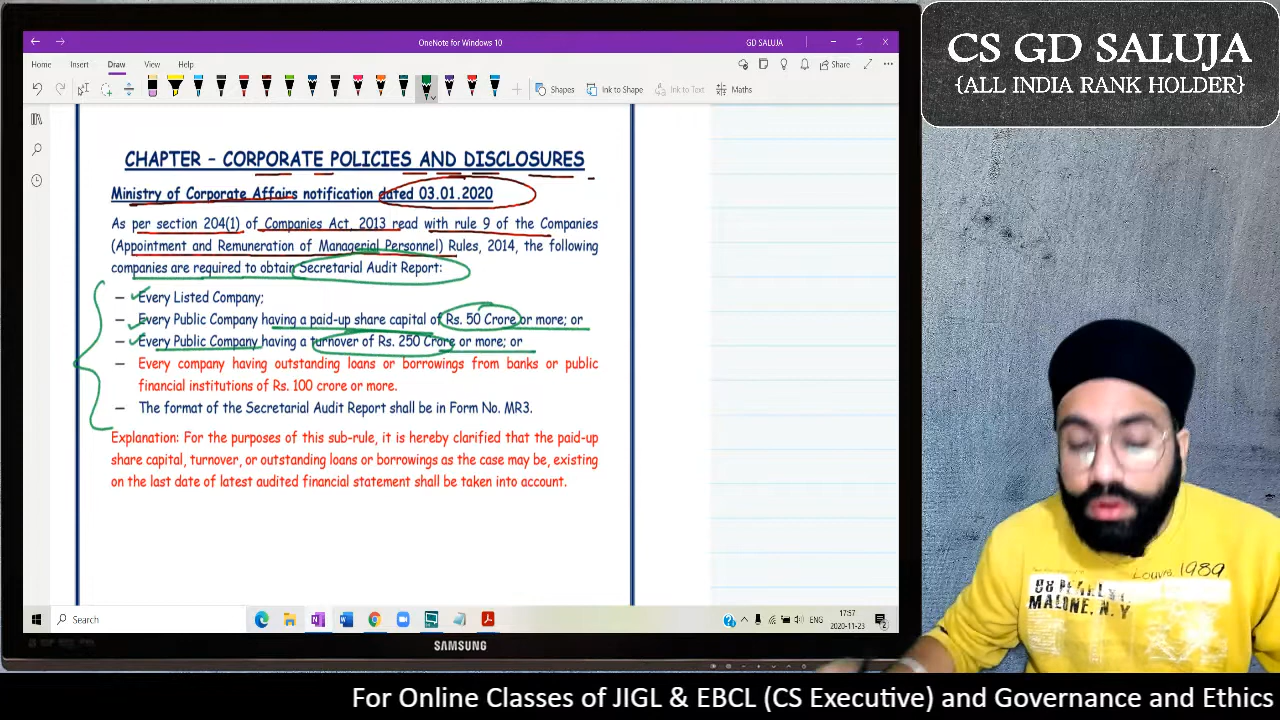 CS GD SALUJA
{ALL INDIA RANK HOLDER}
OneNote for Windows 10
GD SALUJA
Home Insert Draw View Help
Share
Shapes Ink to Shape Ink to Text Maths
CHAPTER – CORPORATE POLICIES AND DISCLOSURES
Ministry of Corporate Affairs notification dated 03.01.2020
As per section 204(1) of Companies Act, 2013 read with rule 9 of the Companies
(Appointment and Remuneration of Managerial Personnel) Rules, 2014, the following
companies are required to obtain Secretarial Audit Report:
– Every Listed Company;
– Every Public Company having a paid-up share capital of Rs. 50 Crore or more; or
– Every Public Company having a turnover of Rs. 250 Crore or more; or
– Every company having outstanding loans or borrowings from banks or public
financial institutions of Rs. 100 crore or more.
– The format of the Secretarial Audit Report shall be in Form No. MR3.
Explanation: For the purposes of this sub-rule, it is hereby clarified that the paid-up
share capital, turnover, or outstanding loans or borrowings as the case may be, existing
on the last date of latest audited financial statement shall be taken into account.
Louvre 1989
MALONE, N.Y
Search
ENG
17:57
2020-11-23
SAMSUNG
For Online Classes of JIGL & EBCL (CS Executive) and Governance and Ethics